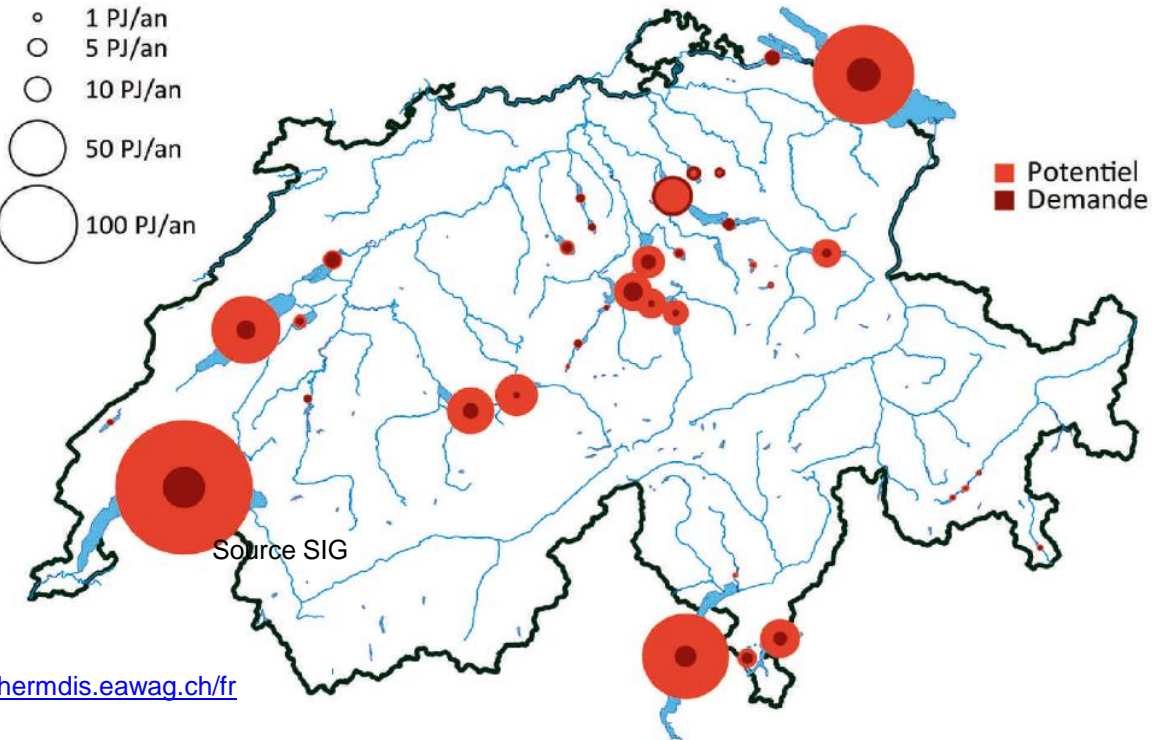 1 PJ/an
5 PJ/an
10 PJ/an
50 PJ/an
100 PJ/an
Potentiel
Demande
Source SIG
hermdis.eawag.ch/fr